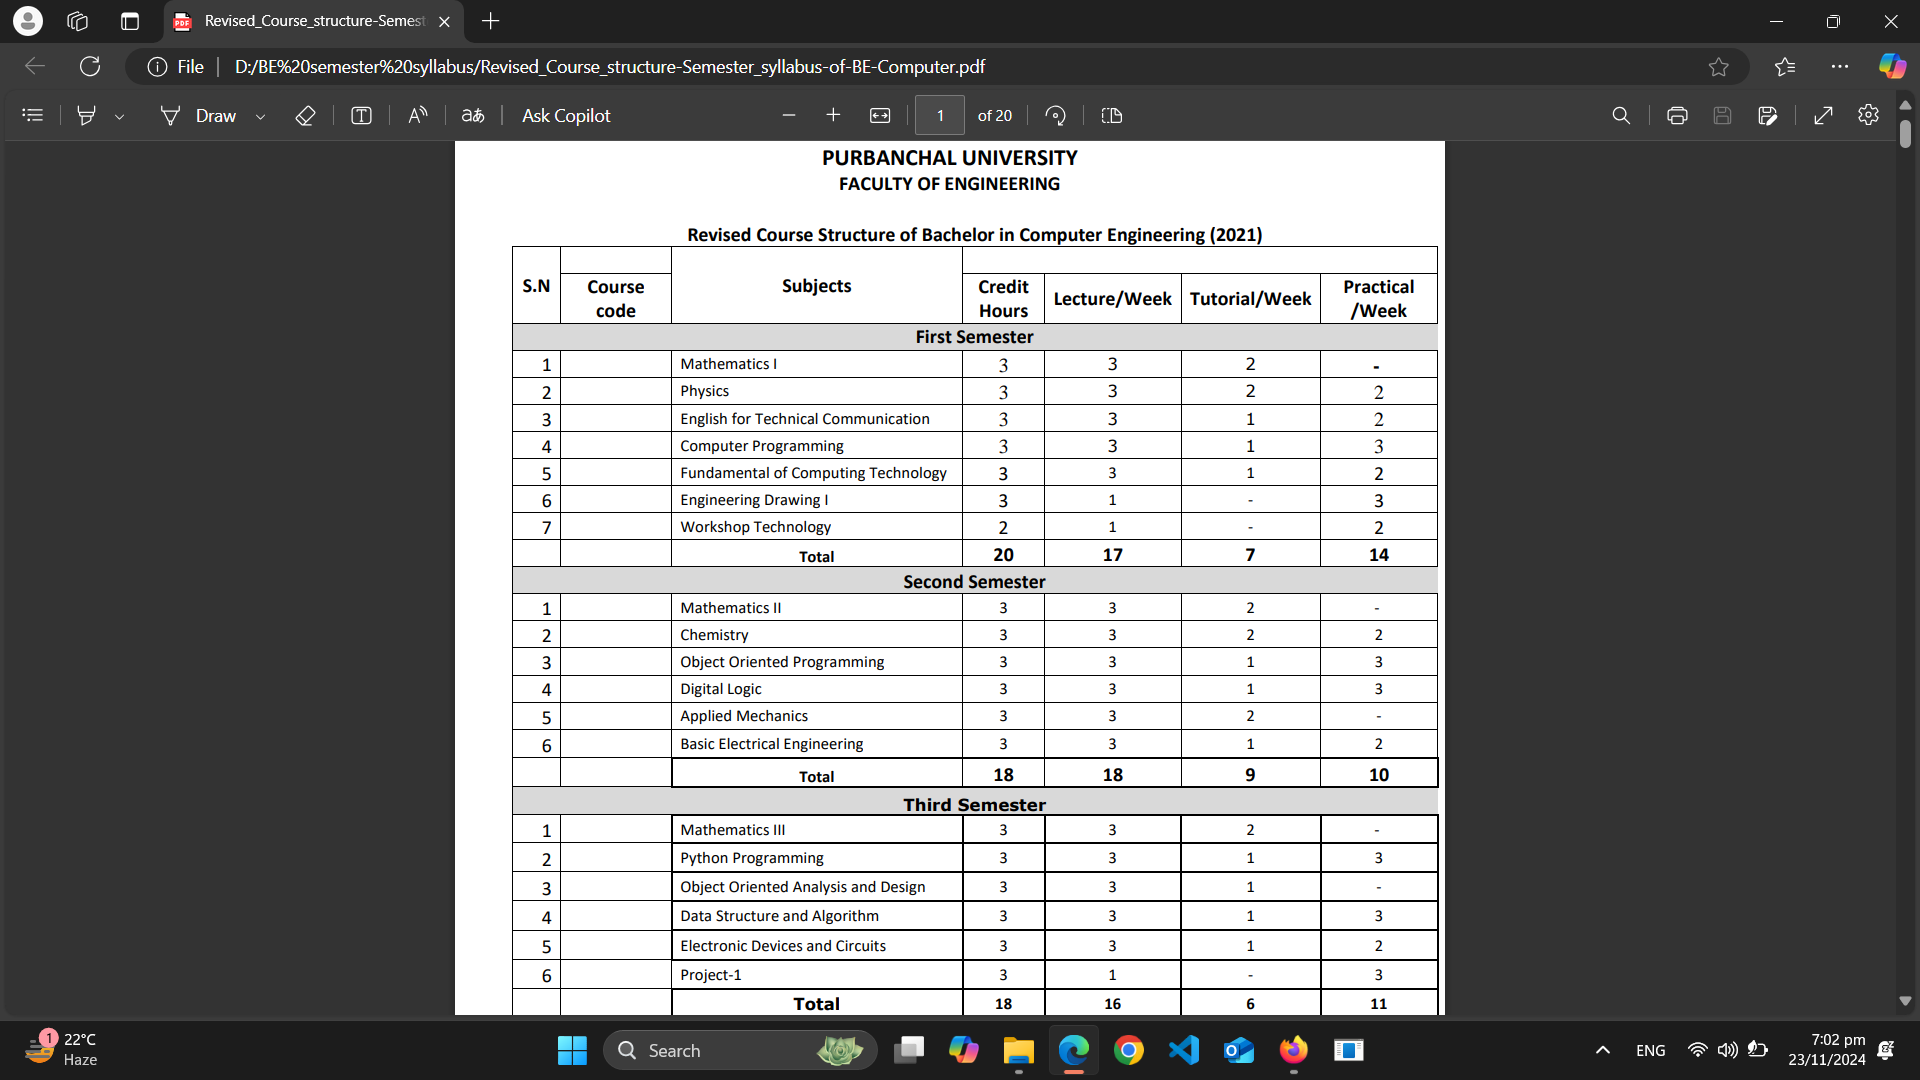 Revised_Course_structure-Semest
File
D:/BE%20semester%20syllabus/Revised_Course_structure-Semester_syllabus-of-BE-Computer.pdf
Draw
aあ
Ask Copilot
1 of 20
PURBANCHAL UNIVERSITY
FACULTY OF ENGINEERING
Revised Course Structure of Bachelor in Computer Engineering (2021)
S.N Course code Subjects Credit Hours Lecture/Week Tutorial/Week Practical /Week
First Semester
1 Mathematics I 3 3 2 -
2 Physics 3 3 2 2
3 English for Technical Communication 3 3 1 2
4 Computer Programming 3 3 1 3
5 Fundamental of Computing Technology 3 3 1 2
6 Engineering Drawing I 3 1 - 3
7 Workshop Technology 2 1 - 2
Total 20 17 7 14
Second Semester
1 Mathematics II 3 3 2 -
2 Chemistry 3 3 2 2
3 Object Oriented Programming 3 3 1 3
4 Digital Logic 3 3 1 3
5 Applied Mechanics 3 3 2 -
6 Basic Electrical Engineering 3 3 1 2
Total 18 18 9 10
Third Semester
1 Mathematics III 3 3 2 -
2 Python Programming 3 3 1 3
3 Object Oriented Analysis and Design 3 3 1 -
4 Data Structure and Algorithm 3 3 1 3
5 Electronic Devices and Circuits 3 3 1 2
6 Project-1 3 1 - 3
Total 18 16 6 11
1
22°C
Haze
Search
ENG
7:02 pm
23/11/2024